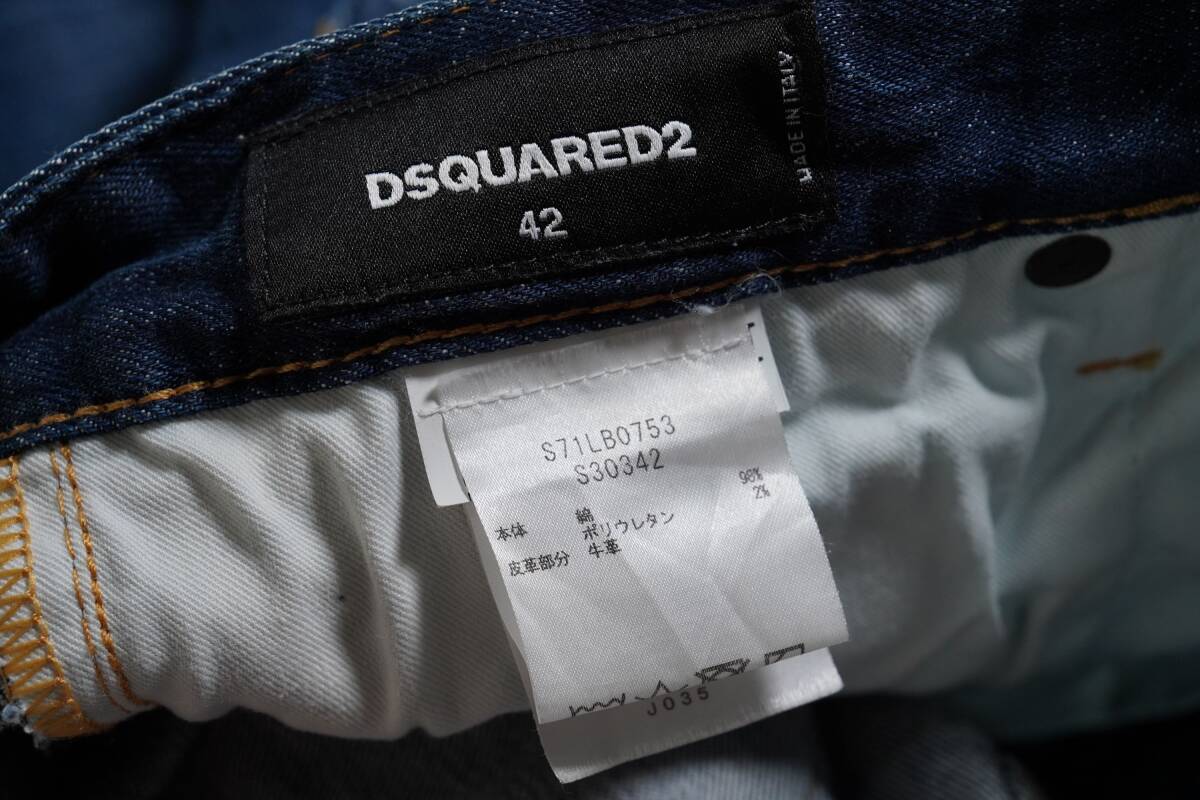 DSQUARED2
42
MADE IN ITALY
S71LB0753
S30342
本体 綿 98%
ポリウレタン 2%
皮革部分 牛革
J035